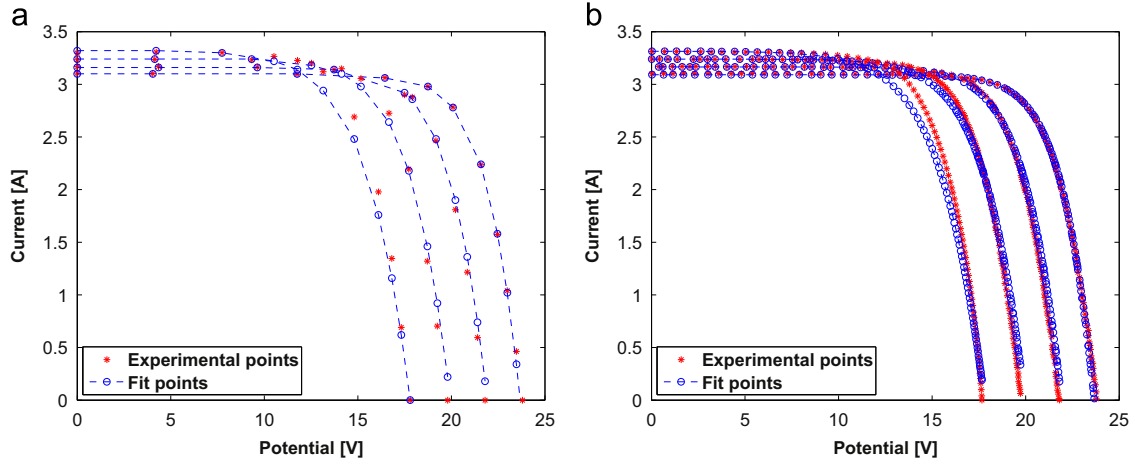 a
3.5
3
2.5
2
1.5
1
0.5
0
0 5 10 15 20 25
Current [A]
Potential [V]
Experimental points
Fit points
b
3.5
3
2.5
2
1.5
1
0.5
0
0 5 10 15 20 25
Current [A]
Potential [V]
Experimental points
Fit points